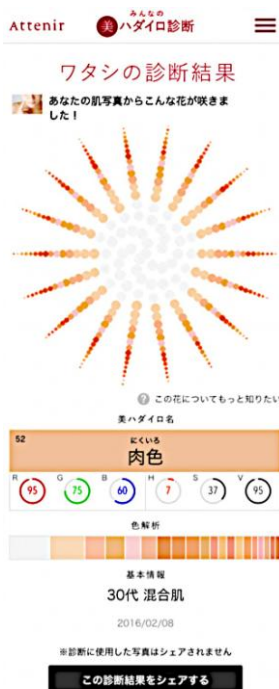 Attenir
みんなの
美 ハダイロ診断
ワタシの診断結果
あなたの肌写真からこんな花が咲きま
した！
? この花についてもっと知りたい
美ハダイロ名
52
にくいろ
肉色
R 95 G 75 B 60 H 7 S 37 V 95
色解析
基本情報
30代 混合肌
2016/02/08
※診断に使用した写真はシェアされません
この診断結果をシェアする